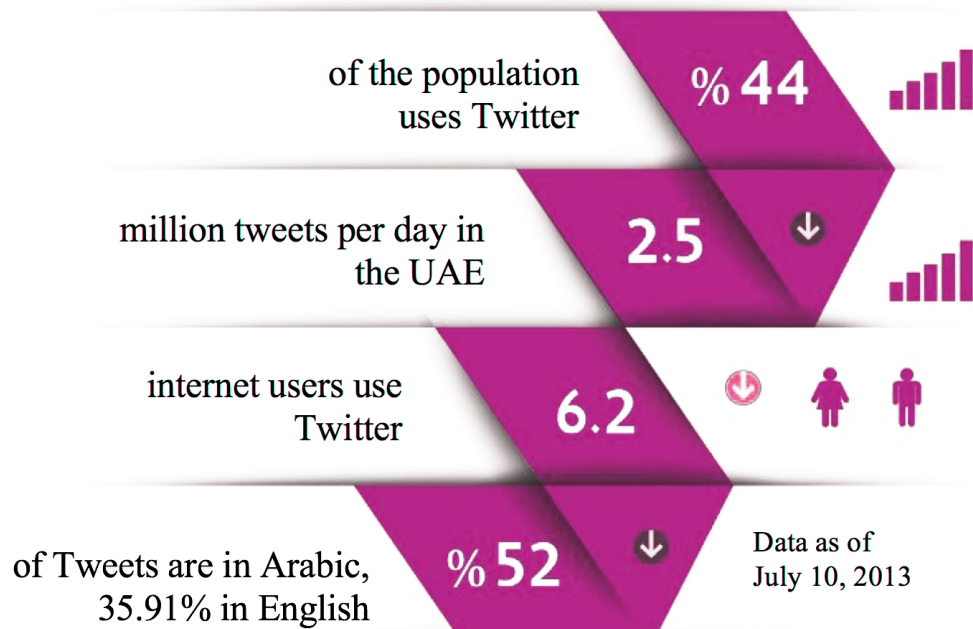 of the population
uses Twitter
% 44
million tweets per day in
the UAE
2.5
internet users use
Twitter
6.2
of Tweets are in Arabic,
35.91% in English
% 52
Data as of
July 10, 2013